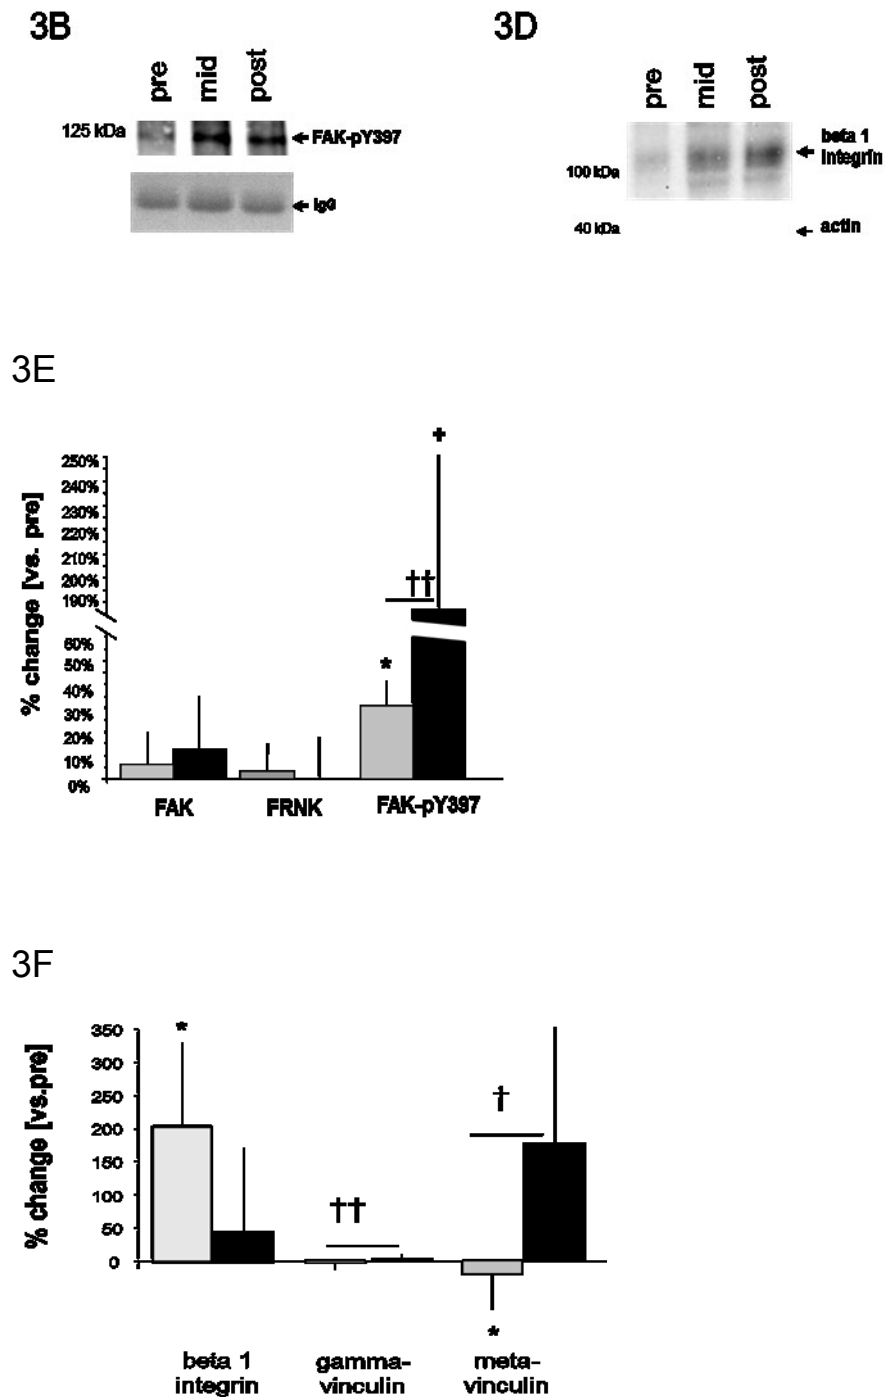 3B
3D
pre mid post
125 kDa
FAK-pY397
IgG
pre mid post
beta 1
integrin
100 kDa
40 kDa
actin
3E
% change [vs. pre]
250%
240%
230%
220%
210%
200%
190%
60%
50%
40%
30%
20%
10%
0%
+
††
*
FAK FRNK FAK-pY397
3F
% change [vs.pre]
350
300
250
200
150
100
50
0
*
††
†
*
beta 1 gamma- meta-
integrin vinculin vinculin